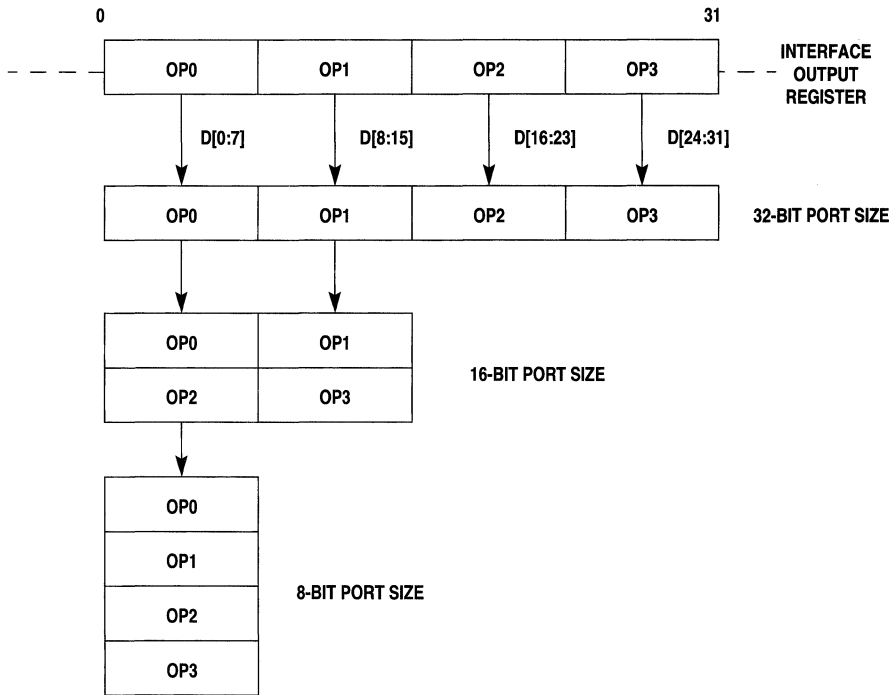 0 31
OP0 OP1 OP2 OP3
INTERFACE
OUTPUT
REGISTER
D[0:7] D[8:15] D[16:23] D[24:31]
OP0 OP1 OP2 OP3
32-BIT PORT SIZE
OP0 OP1
OP2 OP3
16-BIT PORT SIZE
OP0
OP1
OP2
OP3
8-BIT PORT SIZE